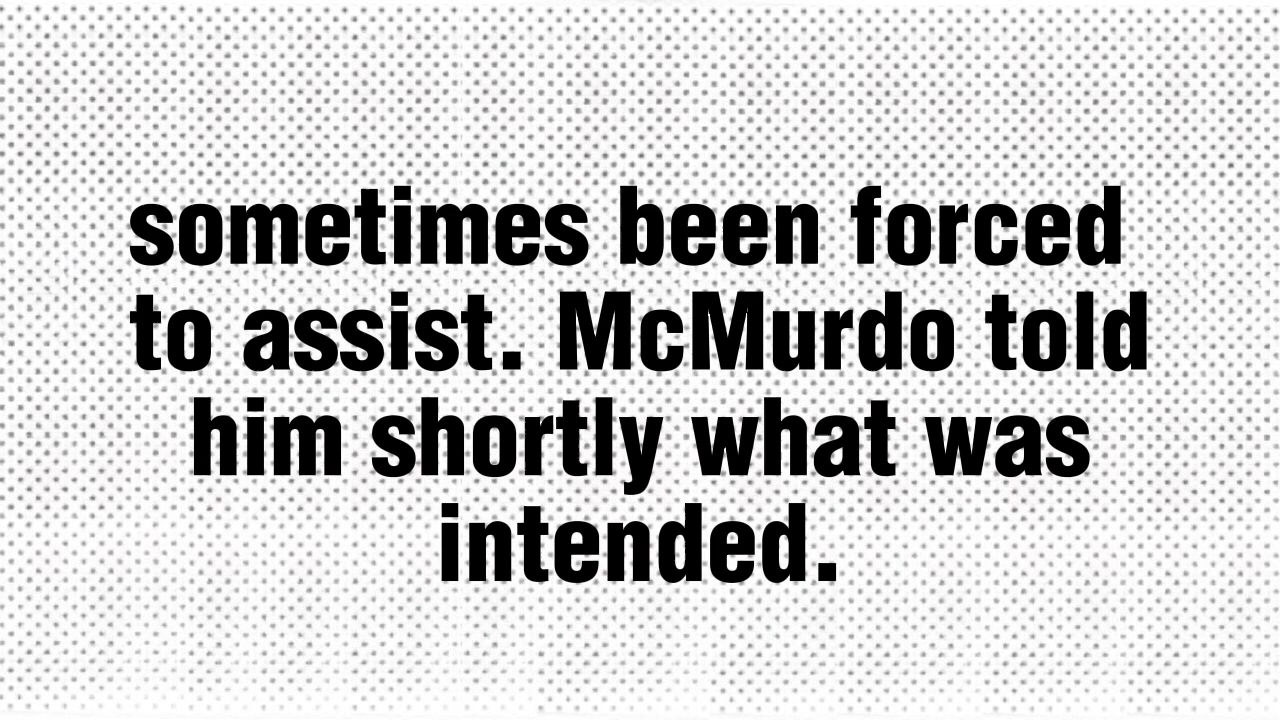 sometimes been forced
to assist. McMurdo told
him shortly what was
intended.